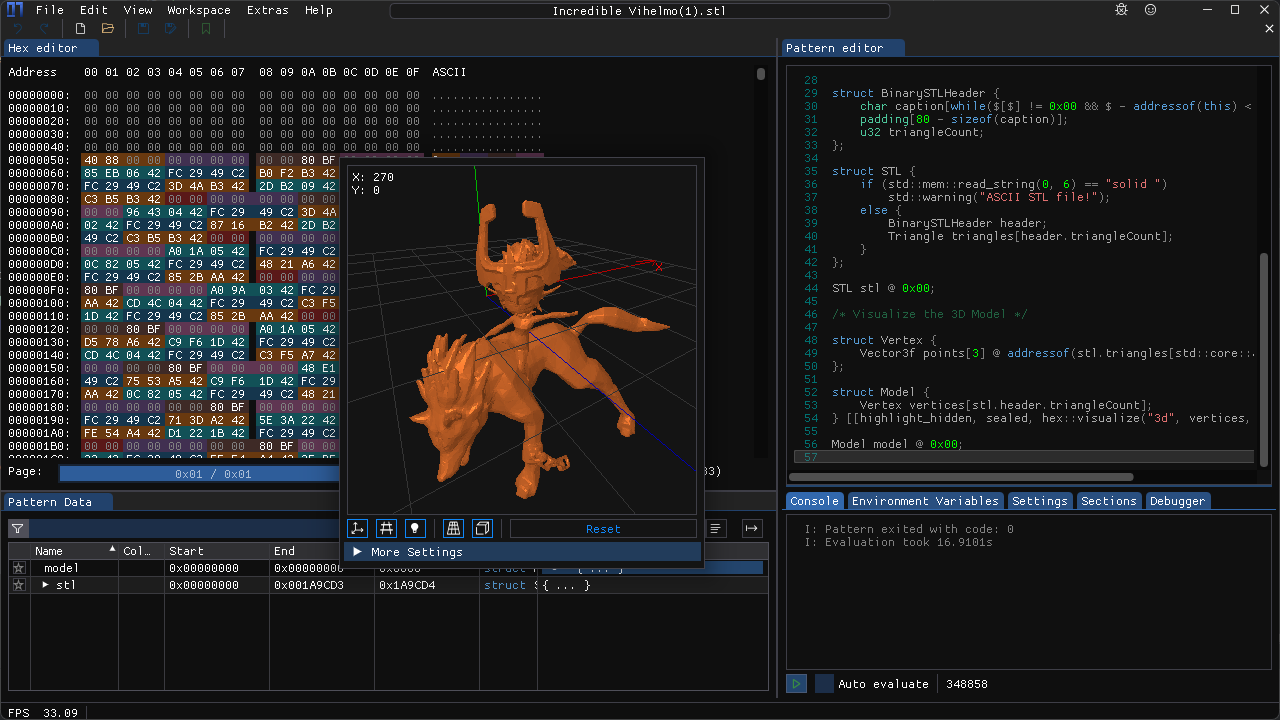 File Edit View Workspace Extras Help
Incredible Vihelmo(1).stl
Hex editor
Address 00 01 02 03 04 05 06 07 08 09 0A 0B 0C 0D 0E 0F ASCII
00000000: 00 00 00 00 00 00 00 00 00 00 00 00 00 00 00 00 ................
00000010: 00 00 00 00 00 00 00 00 00 00 00 00 00 00 00 00 ................
00000020: 00 00 00 00 00 00 00 00 00 00 00 00 00 00 00 00 ................
00000030: 00 00 00 00 00 00 00 00 00 00 00 00 00 00 00 00 ................
00000040: 00 00 00 00 00 00 00 00 00 00 00 00 00 00 00 00 ................
00000050: 40 88 00 00 00 00 00 00 00 00 80 BF
00000060: 85 EB 06 42 FC 29 49 C2 B0 F2 B3 42
00000070: FC 29 49 C2 3D 4A B3 42 2D B2 09 42
00000080: C3 B5 B3 42 00 00 00 00 00 00 00 00
00000090: 00 00 96 43 04 42 FC 29 49 C2 3D 4A
000000A0: 02 42 FC 29 49 C2 87 16 B2 42 2D B2
000000B0: 49 C2 C3 B5 B3 42 00 00 00 00 00 00
000000C0: 00 00 00 00 A0 1A 05 42 FC 29 49 C2
000000D0: 0C 82 05 42 FC 29 49 C2 48 21 A6 42
000000E0: FC 29 49 C2 85 2B AA 42 00 00 00 00
000000F0: 80 BF 00 00 00 00 A0 9A 03 42 FC 29
00000100: AA 42 CD 4C 04 42 FC 29 49 C2 C3 F5
00000110: 1D 42 FC 29 49 C2 85 2B AA 42 00 00
00000120: 00 00 80 BF 00 00 00 00 A0 1A 05 42
00000130: D5 78 A6 42 C9 F6 1D 42 FC 29 49 C2
00000140: CD 4C 04 42 FC 29 49 C2 C3 F5 A7 42
00000150: 00 00 00 00 80 BF 00 00 00 00 48 E1
00000160: 49 C2 75 53 A5 42 C9 F6 1D 42 FC 29
00000170: AA 42 0C 82 05 42 FC 29 49 C2 48 21
00000180: 00 00 00 00 00 00 80 BF 00 00 00 00
00000190: FC 29 49 C2 71 3D A2 42 5E 3A 22 42
000001A0: FE 54 A4 42 D1 22 1B 42 FC 29 49 C2
000001B0: 00 00 00 00 00 00 00 00 80 BF 00 00
Page: 0x01 / 0x01
X: 270
Y: 0
X
Reset
More Settings
Pattern Data
Name Col... Start End
model 0x00000000 0x00000000 0x0000 struct { ... }
stl 0x00000000 0x001A9CD3 0x1A9CD4 struct { ... }
Pattern editor
28
29 struct BinarySTLHeader {
30 char caption[while($[$] != 0x00 && $ - addressof(this) <
31 padding[80 - sizeof(caption)];
32 u32 triangleCount;
33 };
34
35 struct STL {
36 if (std::mem::read_string(0, 6) == "solid ")
37 std::warning("ASCII STL file!");
38 else {
39 BinarySTLHeader header;
40 Triangle triangles[header.triangleCount];
41 }
42 };
43
44 STL stl @ 0x00;
45
46 /* Visualize the 3D Model */
47
48 struct Vertex {
49 Vector3f points[3] @ addressof(stl.triangles[std::core::
50 };
51
52 struct Model {
53 Vertex vertices[stl.header.triangleCount];
54 } [[highlight_hidden, sealed, hex::visualize("3d", vertices,
55
56 Model model @ 0x00;
57
Console Environment Variables Settings Sections Debugger
I: Pattern exited with code: 0
I: Evaluation took 16.9101s
Auto evaluate 348858
FPS 33.09